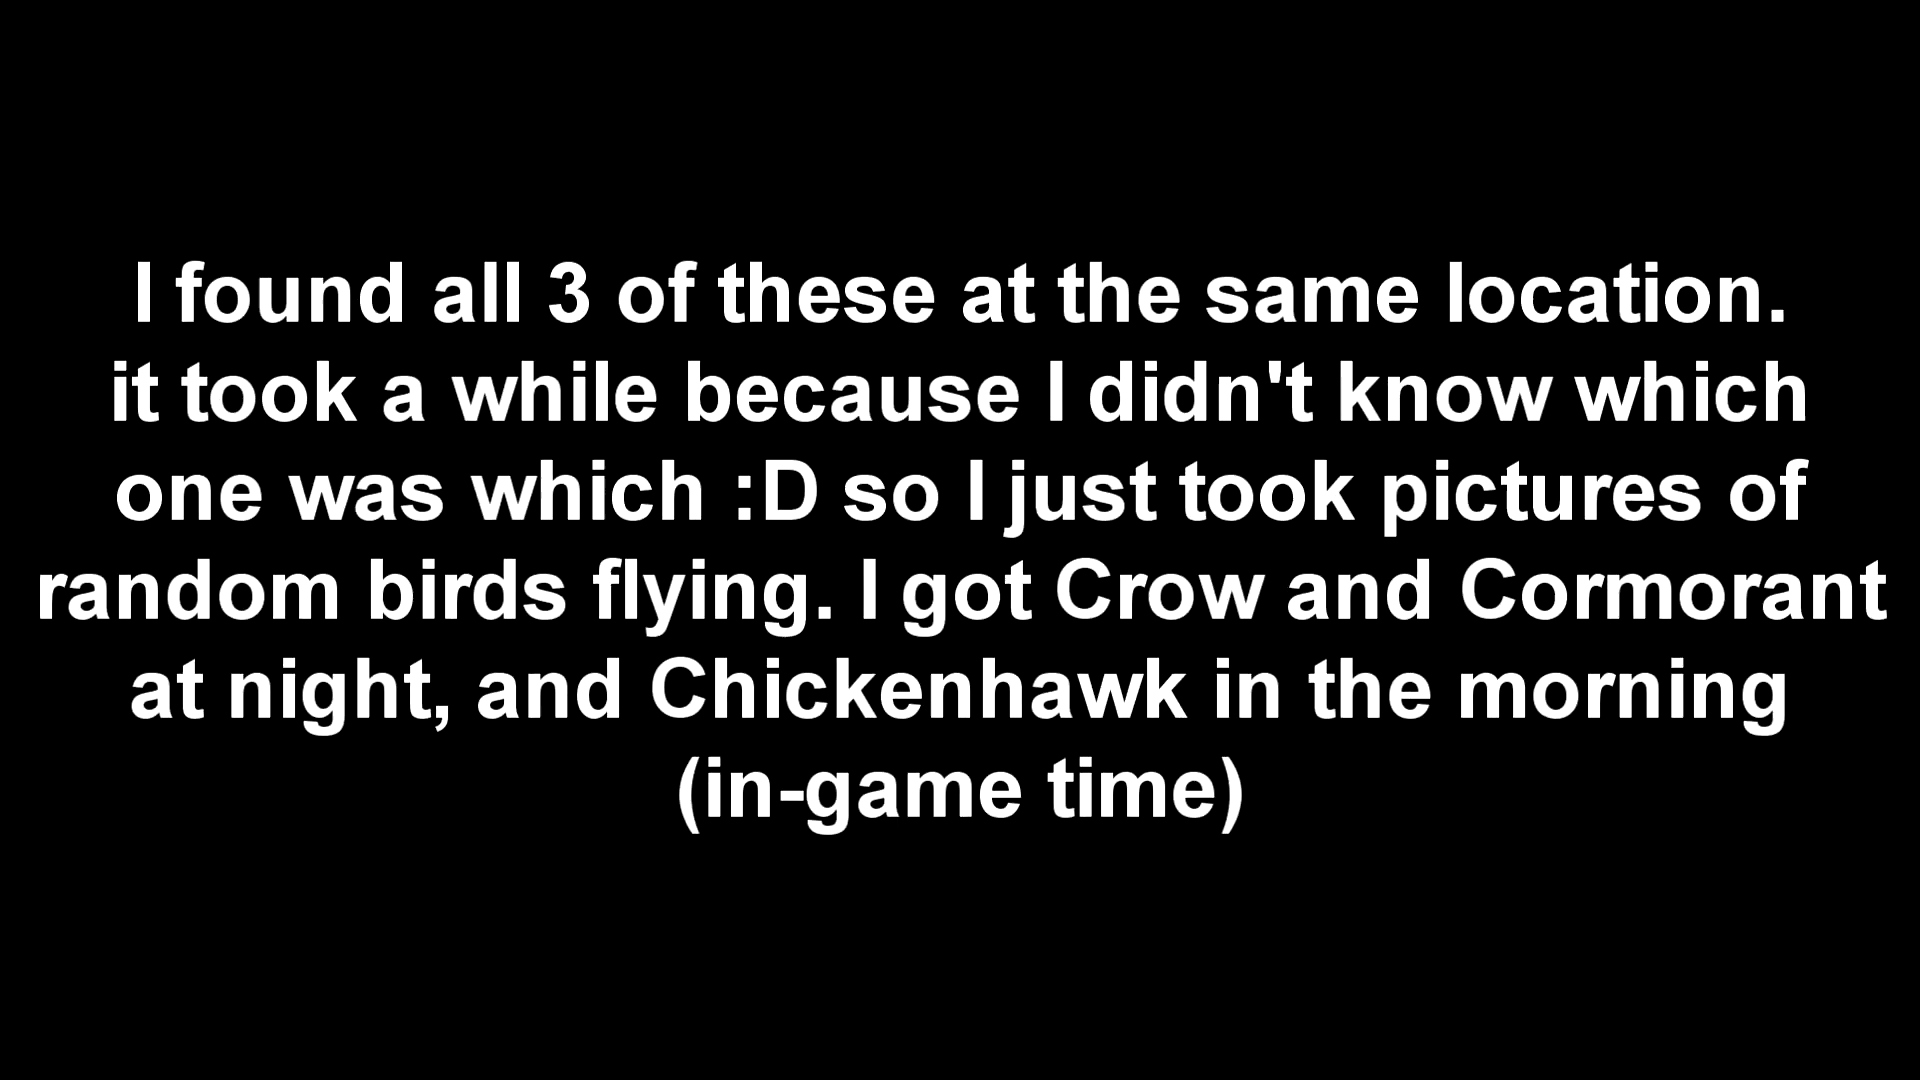 I found all 3 of these at the same location.
it took a while because I didn't know which
one was which :D so I just took pictures of
random birds flying. I got Crow and Cormorant
at night, and Chickenhawk in the morning
(in-game time)